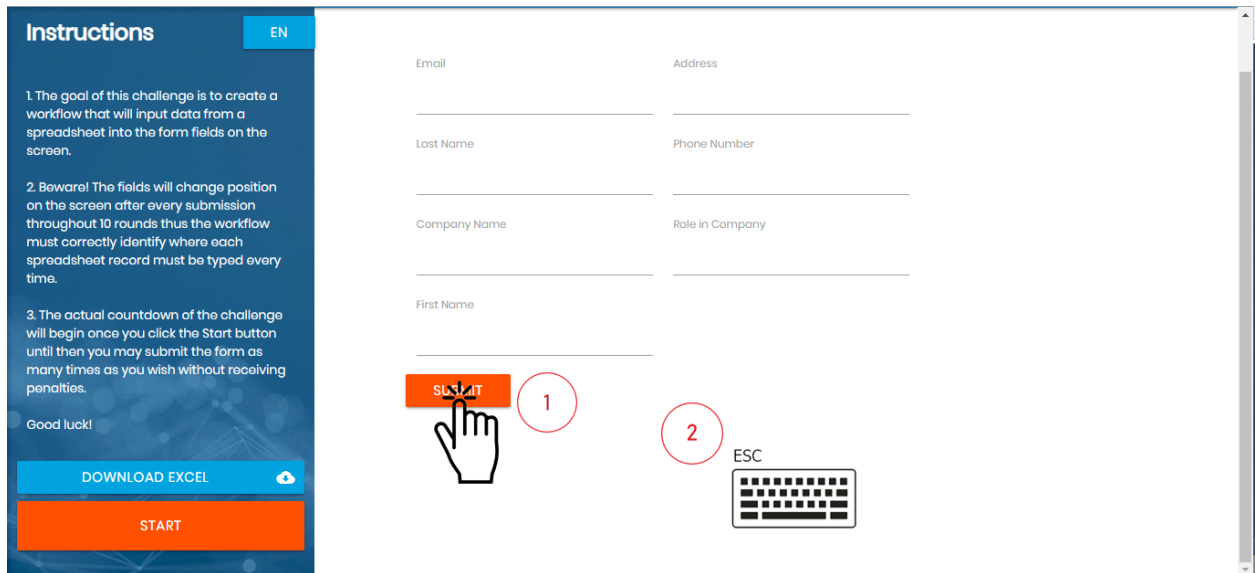 Instructions
EN
1. The goal of this challenge is to create a
workflow that will input data from a
spreadsheet into the form fields on the
screen.
2. Beware! The fields will change position
on the screen after every submission
throughout 10 rounds thus the workflow
must correctly identify where each
spreadsheet record must be typed every
time.
3. The actual countdown of the challenge
will begin once you click the Start button
until then you may submit the form as
many times as you wish without receiving
penalties.
Good luck!
DOWNLOAD EXCEL
START
Email
Address
Last Name
Phone Number
Company Name
Role in Company
First Name
SUBMIT
1
2
ESC